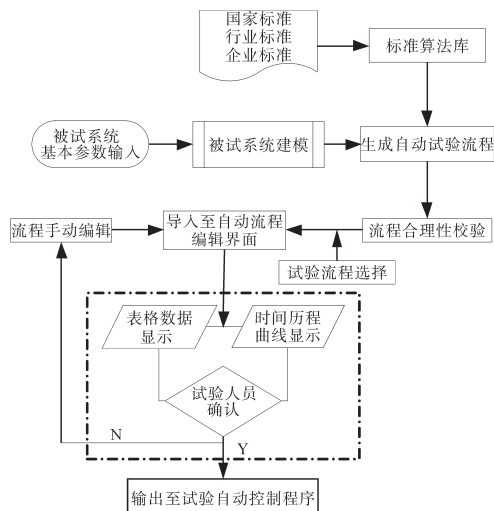 国家标准
行业标准
企业标准
标准算法库
被试系统
基本参数输入
被试系统建模
生成自动试验流程
流程手动编辑
导入至自动流程
编辑界面
流程合理性校验
试验流程选择
表格数据
显示
时间历程
曲线显示
试验人员
确认
N
Y
输出至试验自动控制程序